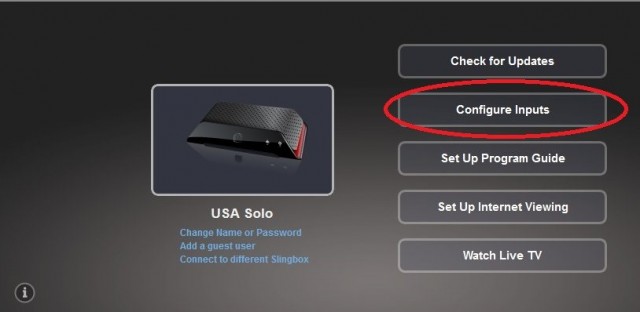 Check for Updates
Configure Inputs
Set Up Program Guide
Set Up Internet Viewing
Watch Live TV
USA Solo
Change Name or Password
Add a guest user
Connect to different Slingbox
i